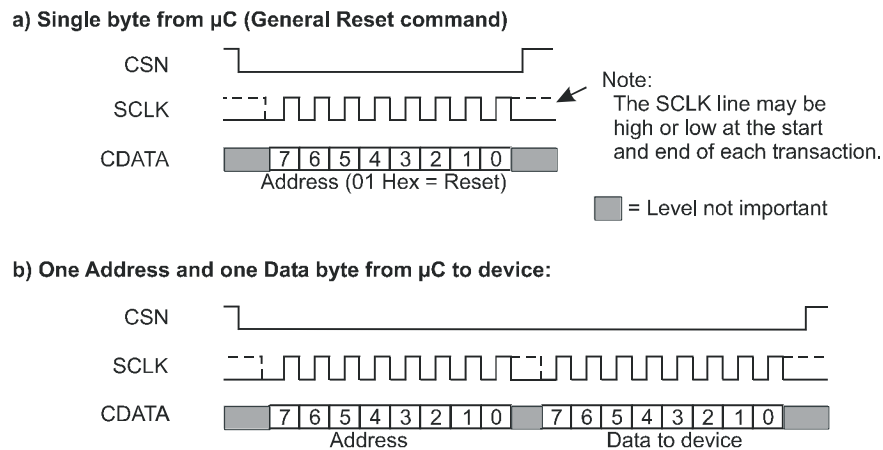 a) Single byte from µC (General Reset command)
CSN
SCLK
Note:
The SCLK line may be
high or low at the start
and end of each transaction.
CDATA 7 6 5 4 3 2 1 0
Address (01 Hex = Reset)
= Level not important
b) One Address and one Data byte from µC to device:
CSN
SCLK
CDATA 7 6 5 4 3 2 1 0 7 6 5 4 3 2 1 0
Address Data to device